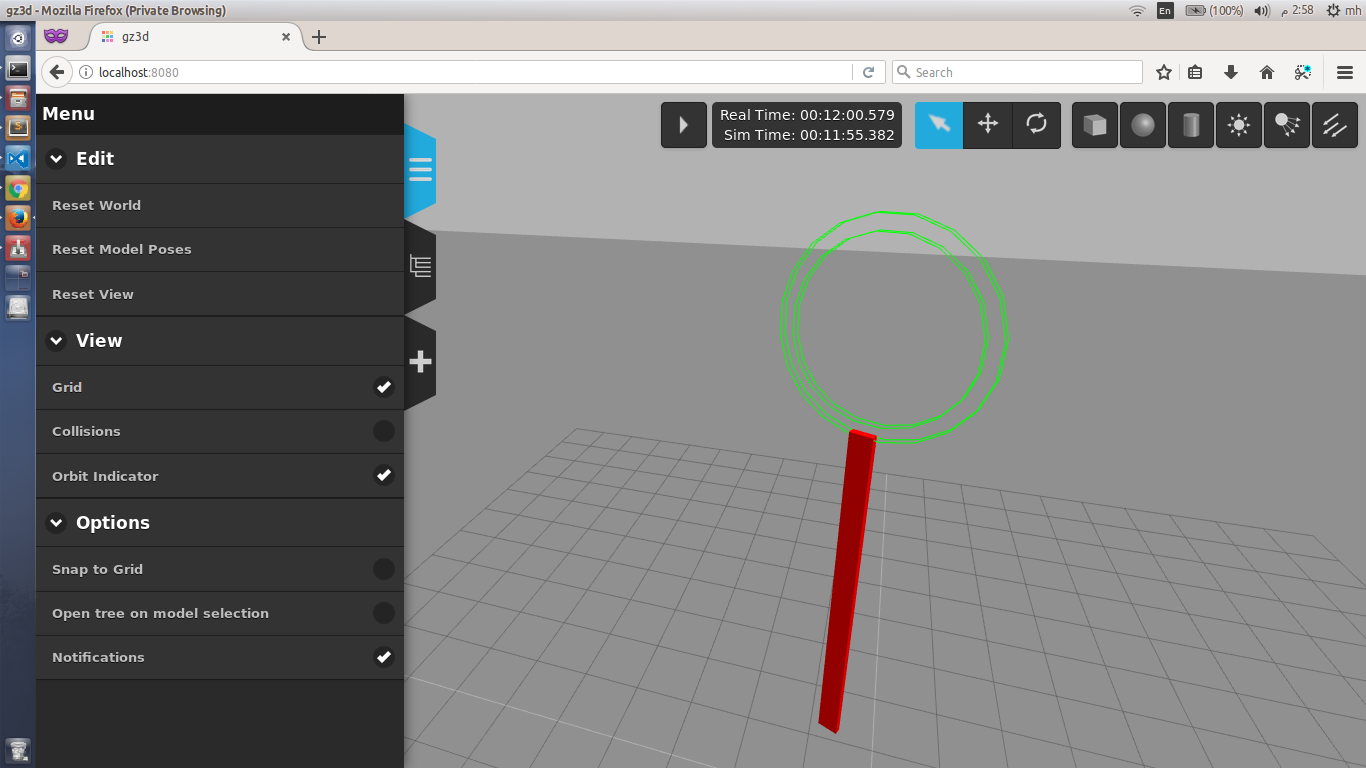 gz3d - Mozilla Firefox (Private Browsing)
En
(100%)
2:58 م
mh
gz3d
localhost:8080
Search
Menu
Real Time: 00:12:00.579
Sim Time: 00:11:55.382
Edit
Reset World
Reset Model Poses
Reset View
View
Grid
Collisions
Orbit Indicator
Options
Snap to Grid
Open tree on model selection
Notifications